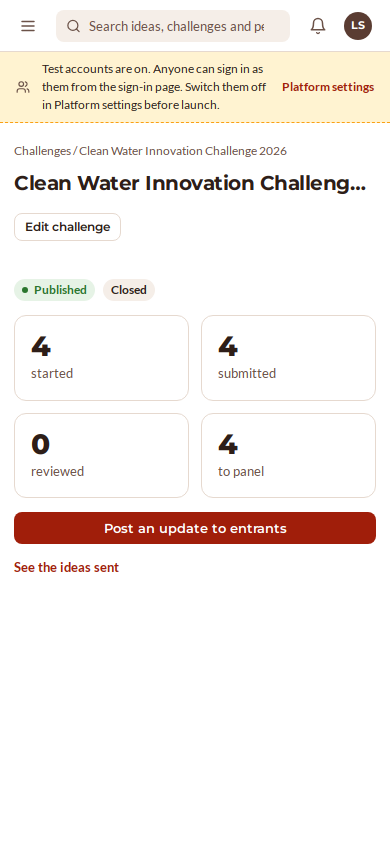 Search ideas, challenges and pe
LS
Test accounts are on. Anyone can sign in as
them from the sign-in page. Switch them off
in Platform settings before launch.
Platform settings
Challenges / Clean Water Innovation Challenge 2026
Clean Water Innovation Challeng...
Edit challenge
Published
Closed
4
started
4
submitted
0
reviewed
4
to panel
Post an update to entrants
See the ideas sent